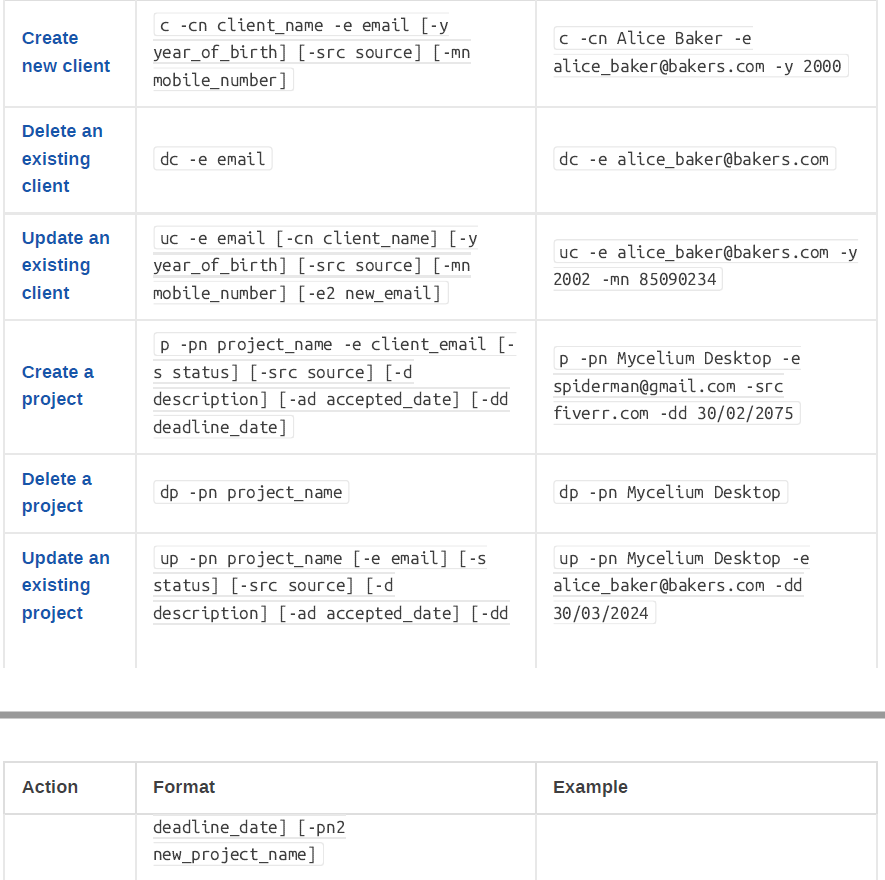 Create
new client
c -cn client_name -e email [-y
year_of_birth] [-src source] [-mn
mobile_number]
c -cn Alice Baker -e
alice_baker@bakers.com -y 2000
Delete an
existing
client
dc -e email
dc -e alice_baker@bakers.com
Update an
existing
client
uc -e email [-cn client_name] [-y
year_of_birth] [-src source] [-mn
mobile_number] [-e2 new_email]
uc -e alice_baker@bakers.com -y
2002 -mn 85090234
Create a
project
p -pn project_name -e client_email [-
s status] [-src source] [-d
description] [-ad accepted_date] [-dd
deadline_date]
p -pn Mycelium Desktop -e
spiderman@gmail.com -src
fiverr.com -dd 30/02/2075
Delete a
project
dp -pn project_name
dp -pn Mycelium Desktop
Update an
existing
project
up -pn project_name [-e email] [-s
status] [-src source] [-d
description] [-ad accepted_date] [-dd
up -pn Mycelium Desktop -e
alice_baker@bakers.com -dd
30/03/2024
Action
Format
Example
deadline_date] [-pn2
new_project_name]